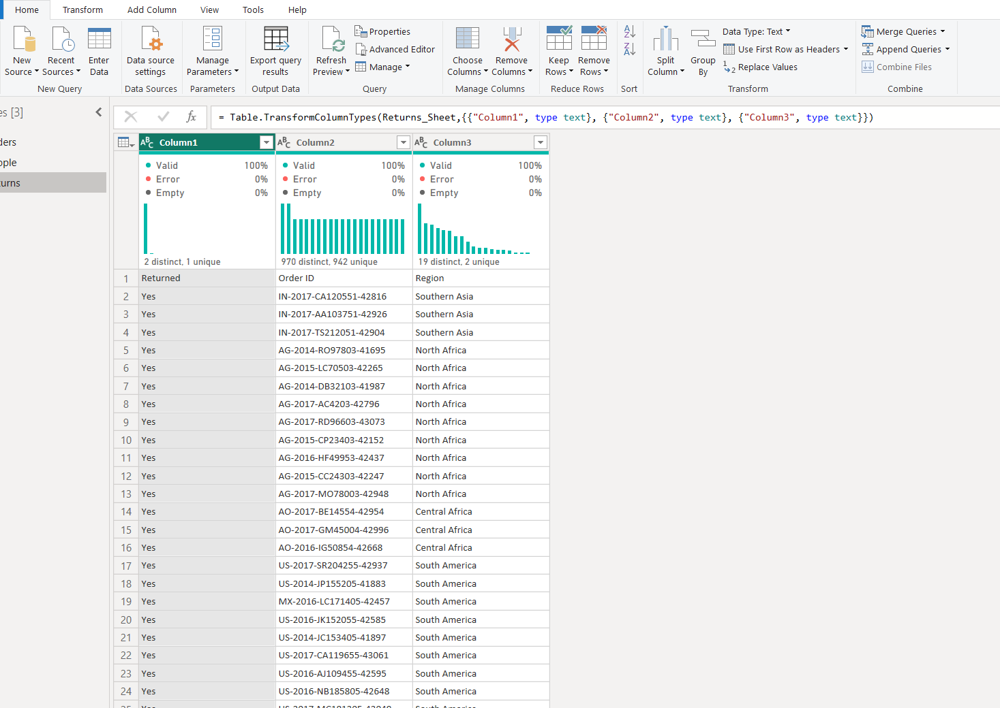 Home Transform Add Column View Tools Help
New Source Recent Sources Enter Data
New Query
Data source settings
Data Sources
Manage Parameters
Parameters
Export query results
Output Data
Refresh Preview Properties
Advanced Editor
Manage
Query
Choose Columns Remove Columns
Manage Columns
Keep Rows Remove Rows
Reduce Rows
A Z
Z A
Sort
Split Column Group By Data Type: Text
Use First Row as Headers
1 2 Replace Values
Transform
Merge Queries
Append Queries
Combine Files
Combine
es [3]
ders
ople
urns
fx = Table.TransformColumnTypes(Returns_Sheet,{{"Column1", type text}, {"Column2", type text}, {"Column3", type text}})
ABC Column1 ABC Column2 ABC Column3
Valid 100% Valid 100% Valid 100%
Error 0% Error 0% Error 0%
Empty 0% Empty 0% Empty 0%
2 distinct, 1 unique 970 distinct, 942 unique 19 distinct, 2 unique
1 Returned Order ID Region
2 Yes IN-2017-CA120551-42816 Southern Asia
3 Yes IN-2017-AA103751-42926 Southern Asia
4 Yes IN-2017-TS212051-42904 Southern Asia
5 Yes AG-2014-RO97803-41695 North Africa
6 Yes AG-2015-LC70503-42265 North Africa
7 Yes AG-2014-DB32103-41987 North Africa
8 Yes AG-2017-AC4203-42796 North Africa
9 Yes AG-2017-RD96603-43073 North Africa
10 Yes AG-2015-CP23403-42152 North Africa
11 Yes AG-2016-HF49953-42437 North Africa
12 Yes AG-2015-CC24303-42247 North Africa
13 Yes AG-2017-MO78003-42948 North Africa
14 Yes AO-2017-BE14554-42954 Central Africa
15 Yes AO-2017-GM45004-42996 Central Africa
16 Yes AO-2016-IG50854-42668 Central Africa
17 Yes US-2017-SR204255-42937 South America
18 Yes US-2014-JP155205-41883 South America
19 Yes MX-2016-LC171405-42457 South America
20 Yes US-2016-JK152055-42585 South America
21 Yes US-2014-JC153405-41897 South America
22 Yes US-2017-CA119655-43061 South America
23 Yes US-2016-AJ109455-42595 South America
24 Yes US-2016-NB185805-42648 South America